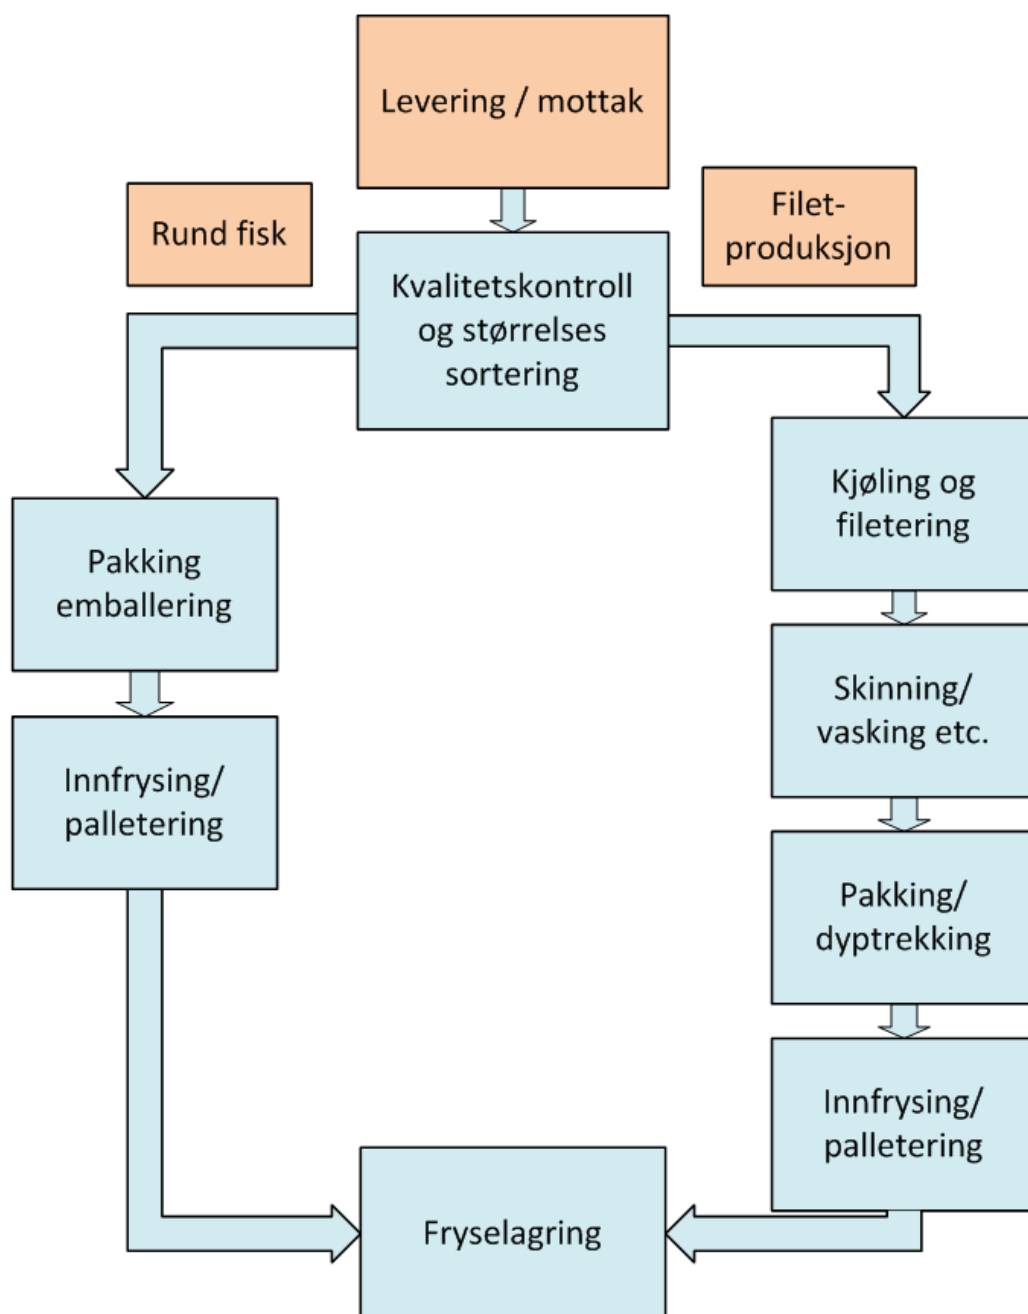 Levering / mottak
Rund fisk
Filet-
produksjon
Kvalitetskontroll
og størrelses
sortering
Pakking
emballering
Innfrysing/
palletering
Kjøling og
filetering
Skinning/
vasking etc.
Pakking/
dyptrekking
Innfrysing/
palletering
Fryselagring